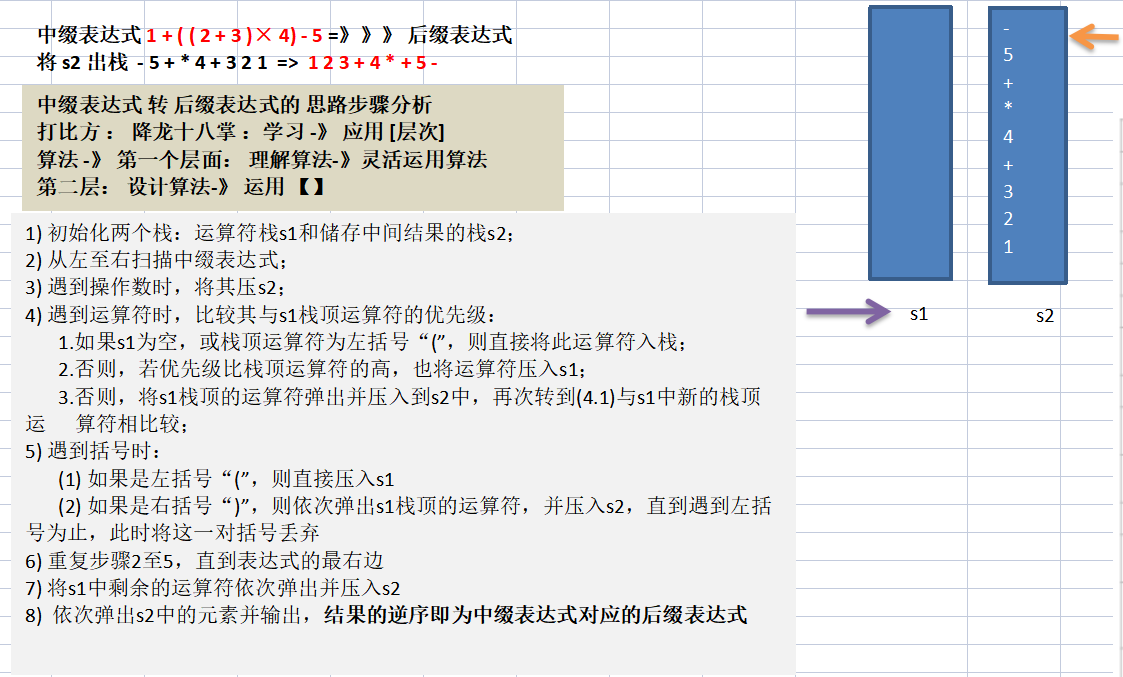 中缀表达式 1 + ( ( 2 + 3 )× 4) - 5 =》》》 后缀表达式
将 s2 出栈 - 5 + * 4 + 3 2 1 => 1 2 3 + 4 * + 5 -
中缀表达式 转 后缀表达式的 思路步骤分析
打比方 : 降龙十八掌 : 学习 -》 应用 [层次]
算法 -》 第一个层面: 理解算法-》灵活运用算法
第二层: 设计算法-》 运用 【 】
1) 初始化两个栈：运算符栈s1和储存中间结果的栈s2；
2) 从左至右扫描中缀表达式；
3) 遇到操作数时，将其压s2；
4) 遇到运算符时，比较其与s1栈顶运算符的优先级：
1.如果s1为空，或栈顶运算符为左括号“(”，则直接将此运算符入栈；
2.否则，若优先级比栈顶运算符的高，也将运算符压入s1；
3.否则，将s1栈顶的运算符弹出并压入到s2中，再次转到(4.1)与s1中新的栈顶
运 算符相比较；
5) 遇到括号时：
(1) 如果是左括号“(”，则直接压入s1
(2) 如果是右括号“)”，则依次弹出s1栈顶的运算符，并压入s2，直到遇到左括
号为止，此时将这一对括号丢弃
6) 重复步骤2至5，直到表达式的最右边
7) 将s1中剩余的运算符依次弹出并压入s2
8) 依次弹出s2中的元素并输出，结果的逆序即为中缀表达式对应的后缀表达式
-
5
+
*
4
+
3
2
1
s1
s2